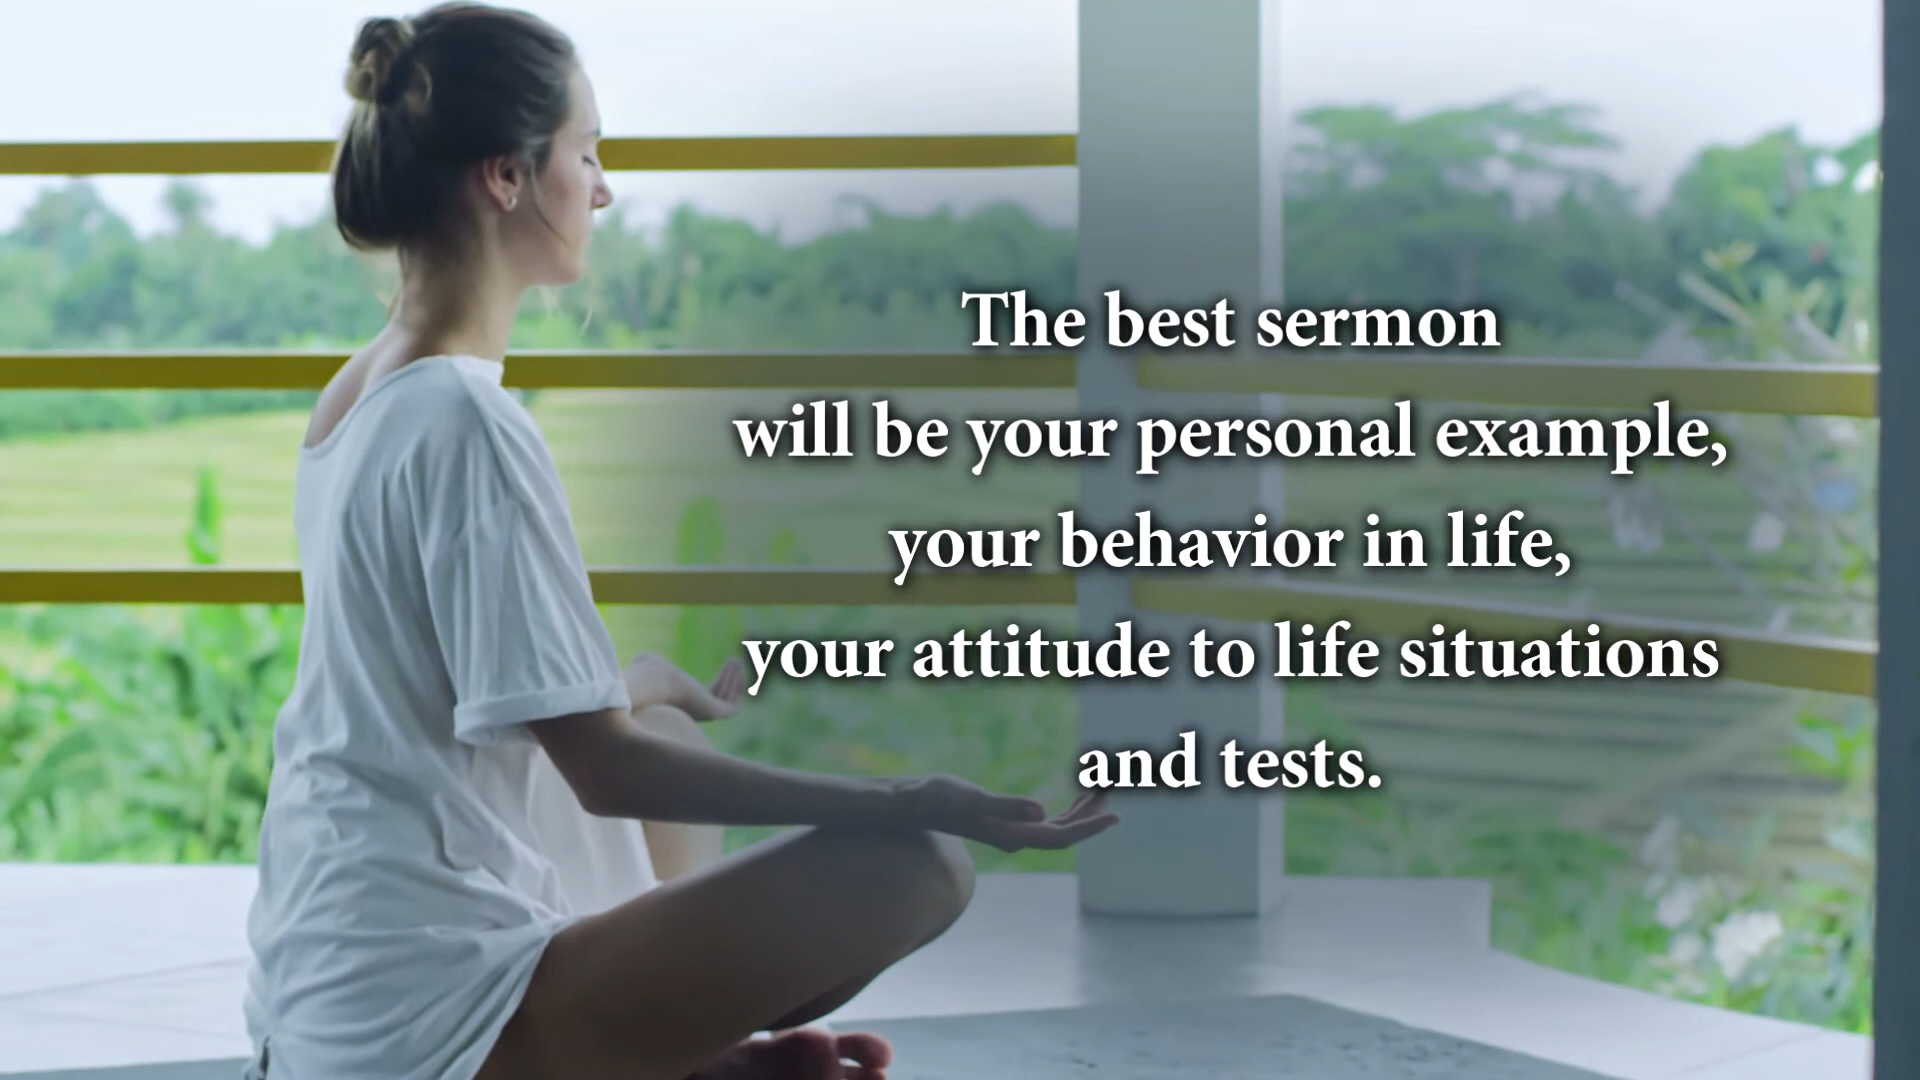 The best sermon
will be your personal example,
your behavior in life,
your attitude to life situations
and tests.